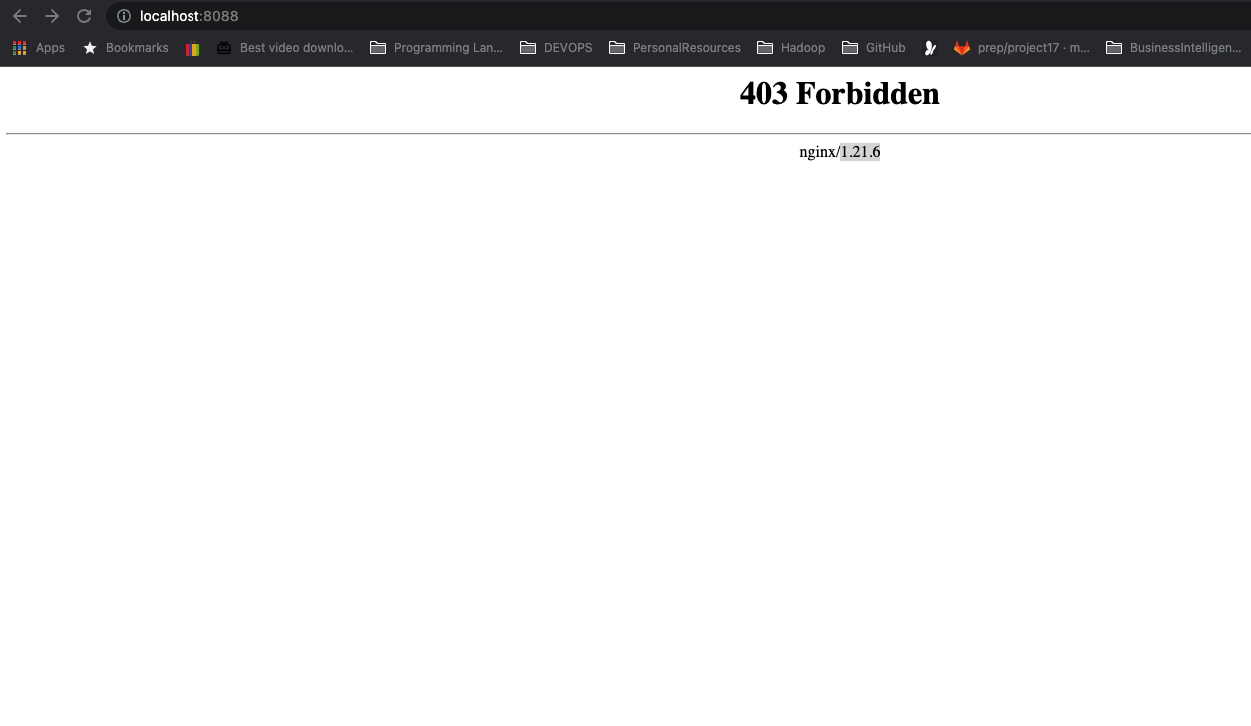 localhost:8088
Apps Bookmarks Best video downlo... Programming Lan... DEVOPS PersonalResources Hadoop GitHub prep/project17 · m... BusinessIntelligen...
403 Forbidden
nginx/1.21.6